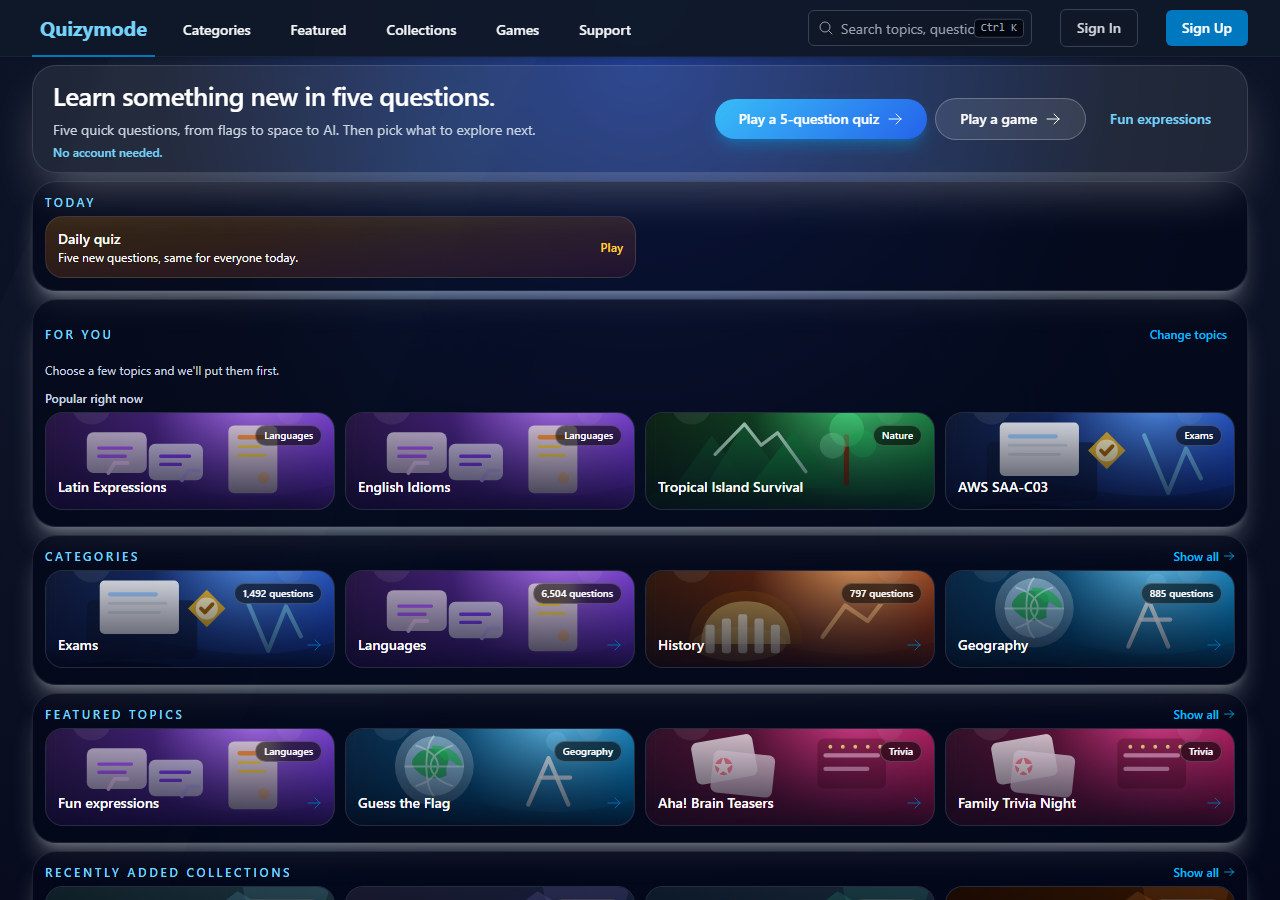 Quizymode
Categories
Featured
Collections
Games
Support
Search topics, questio
Ctrl K
Sign In
Sign Up
Learn something new in five questions.
Five quick questions, from flags to space to AI. Then pick what to explore next.
No account needed.
Play a 5-question quiz →
Play a game →
Fun expressions
TODAY
Daily quiz
Five new questions, same for everyone today.
Play
FOR YOU
Change topics
Choose a few topics and we'll put them first.
Popular right now
Languages
Latin Expressions
Languages
English Idioms
Nature
Tropical Island Survival
Exams
AWS SAA-C03
CATEGORIES
Show all →
1,492 questions
Exams →
6,504 questions
Languages →
797 questions
History →
885 questions
Geography →
FEATURED TOPICS
Show all →
Languages
Fun expressions →
Geography
Guess the Flag →
Trivia
Aha! Brain Teasers →
Trivia
Family Trivia Night →
RECENTLY ADDED COLLECTIONS
Show all →